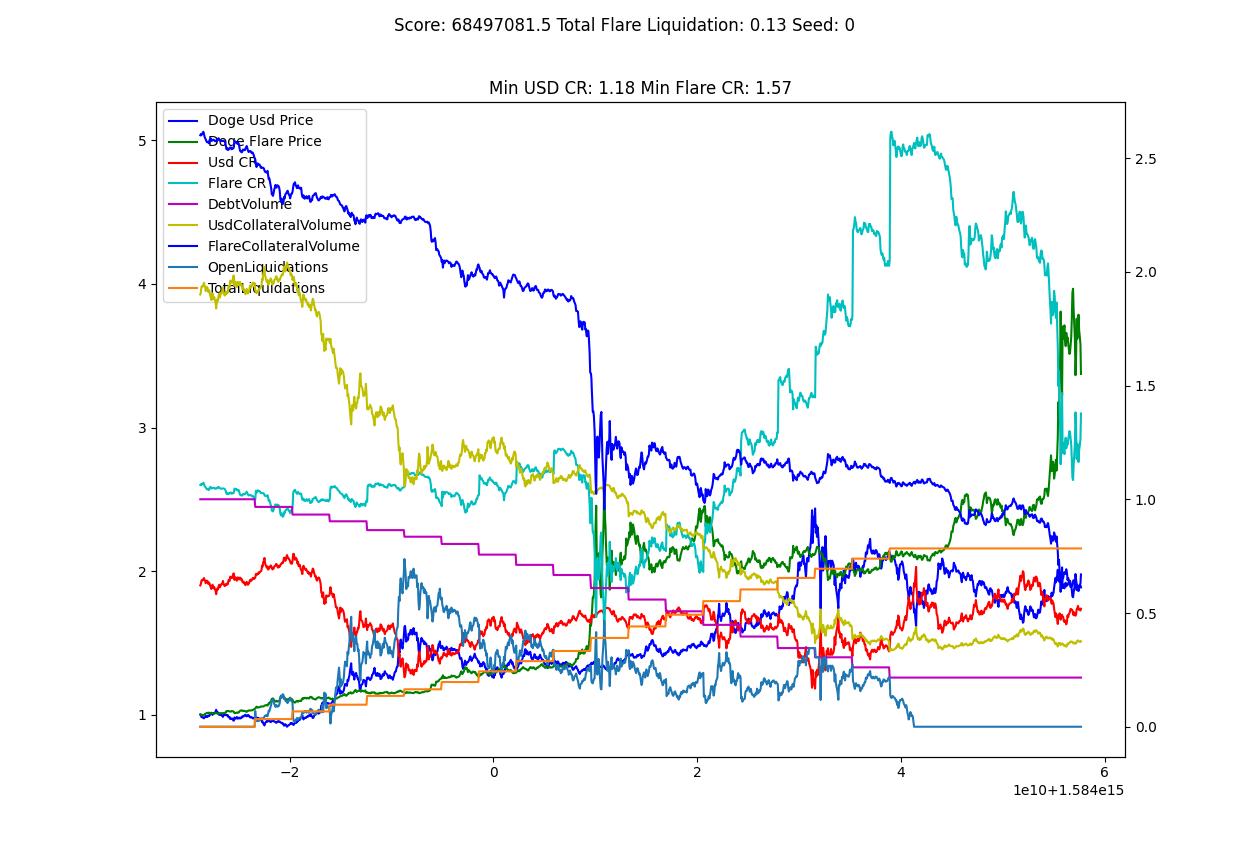 Score: 68497081.5 Total Flare Liquidation: 0.13 Seed: 0
Min USD CR: 1.18 Min Flare CR: 1.57
Doge Usd Price
Doge Flare Price
Usd CR
Flare CR
DebtVolume
UsdCollateralVolume
FlareCollateralVolume
OpenLiquidations
TotalLiquidations
5
4
3
2
1
2.5
2.0
1.5
1.0
0.5
0.0
−2
0
2
4
6
1e10+1.584e15